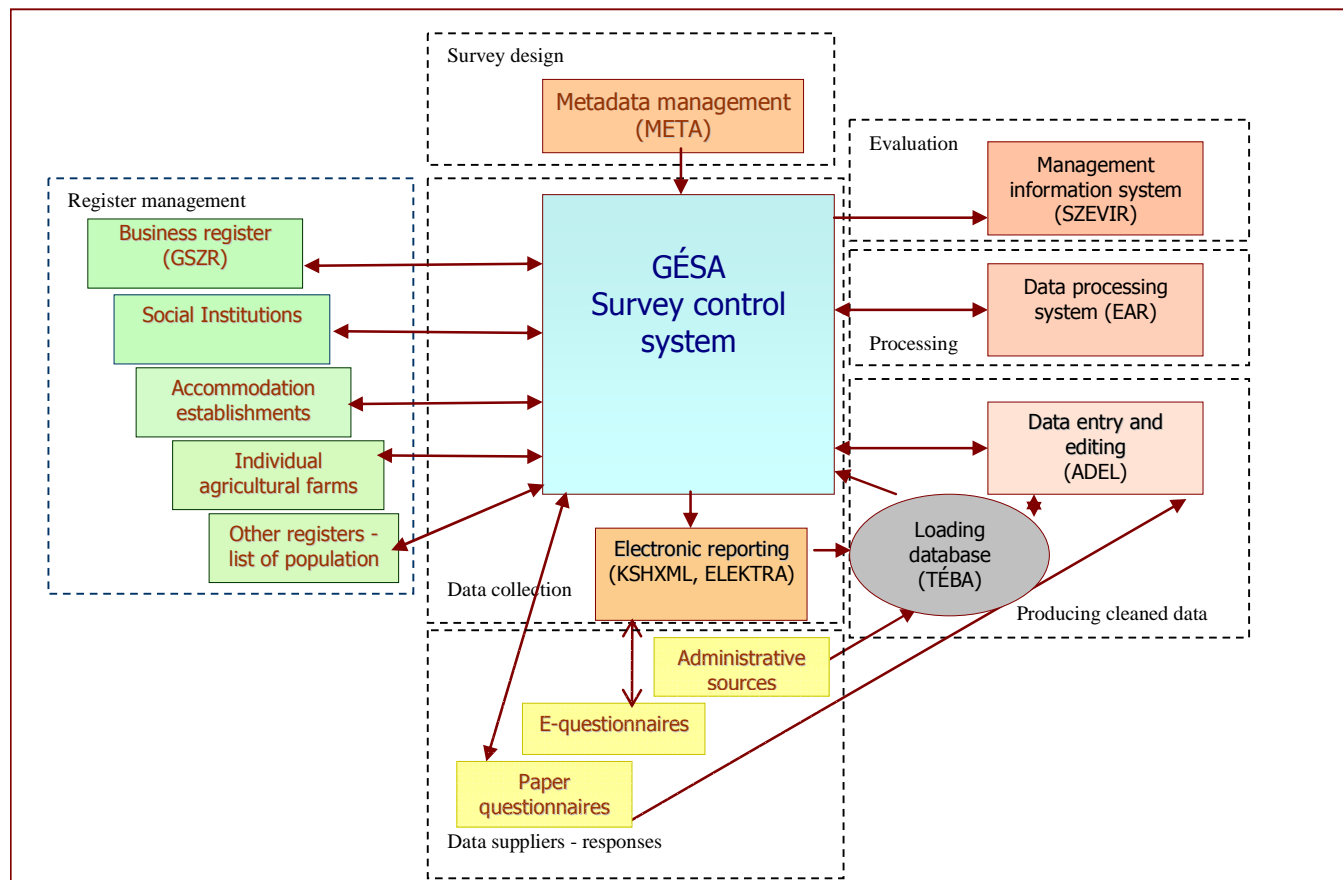 Survey design
Metadata management
(META)
Evaluation
Management
information system
(SZEVIR)
Register management
Business register
(GSZR)
Social Institutions
Accommodation
establishments
Individual
agricultural farms
Other registers -
list of population
GÉSA
Survey control
system
Data processing
system (EAR)
Processing
Data entry and
editing
(ADEL)
Electronic reporting
(KSHXML, ELEKTRA)
Data collection
Loading
database
(TÉBA)
Producing cleaned data
Administrative
sources
E-questionnaires
Paper
questionnaires
Data suppliers - responses